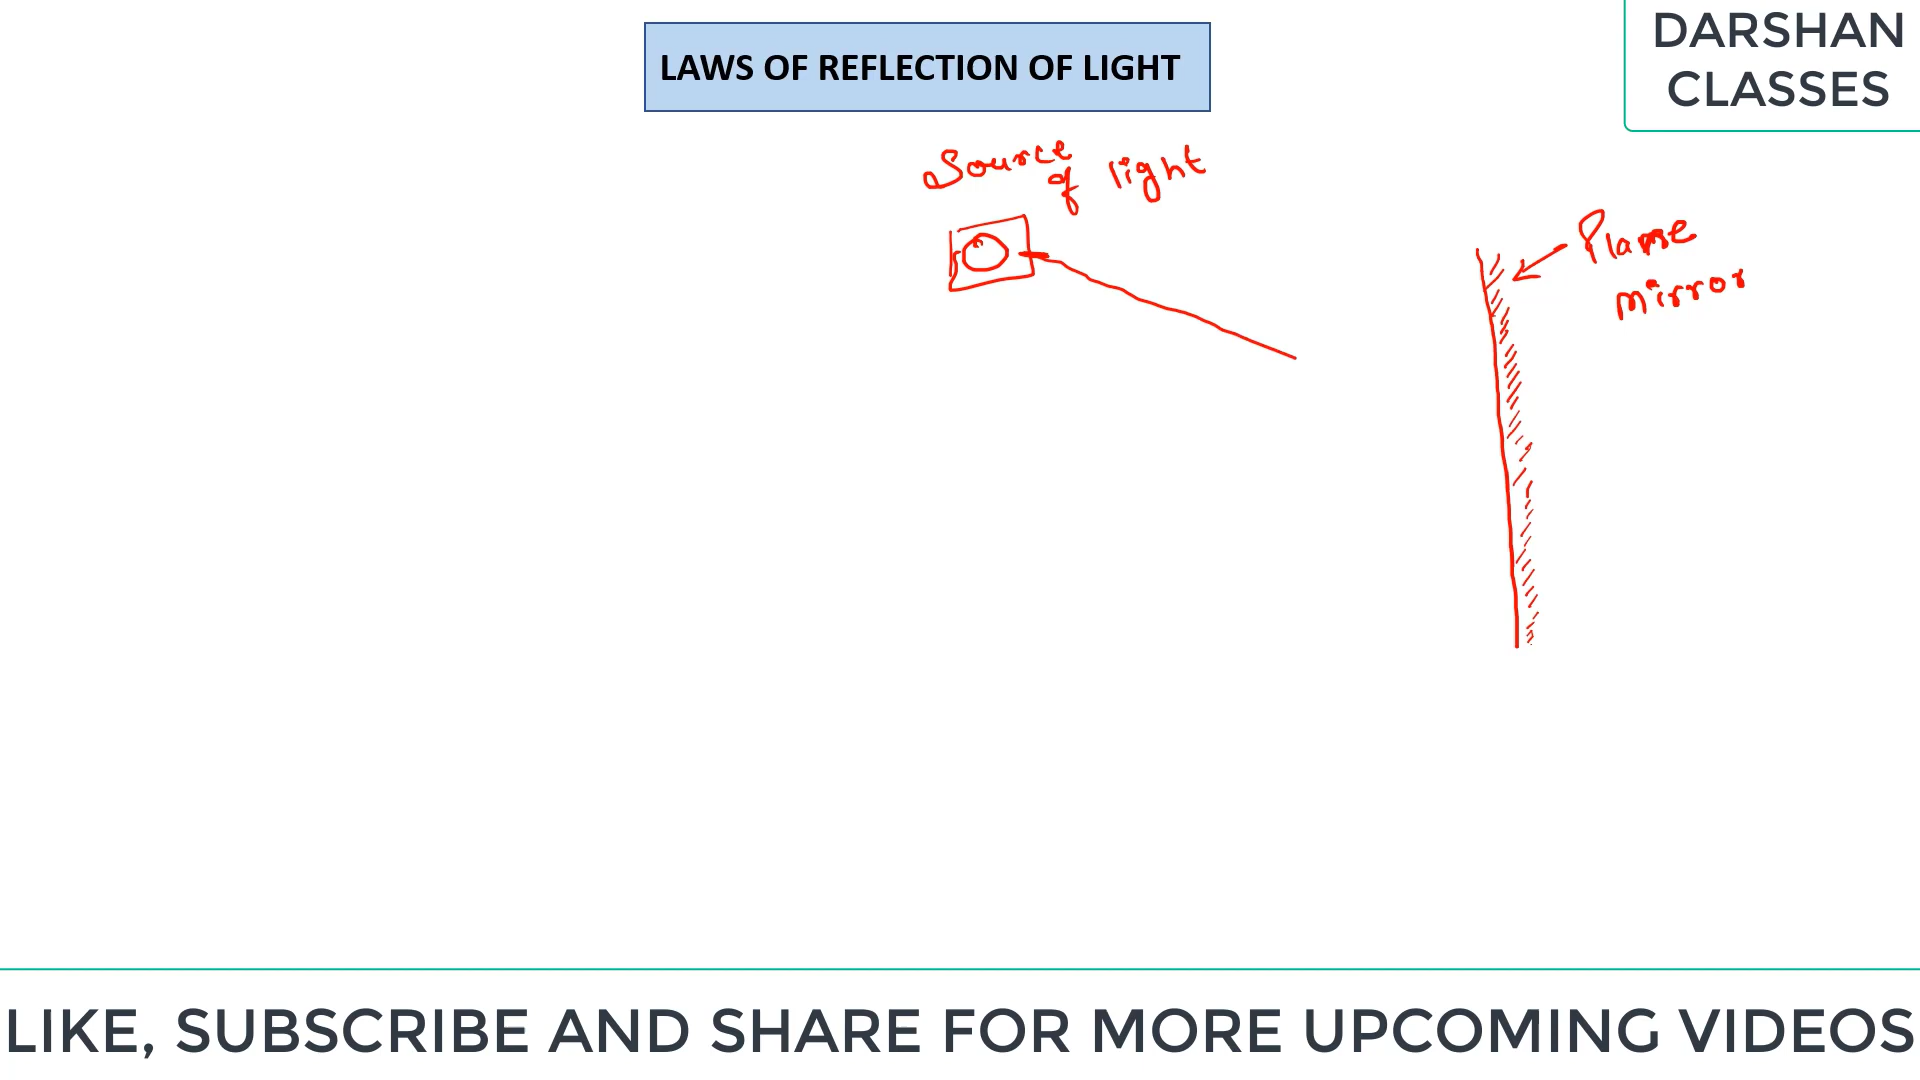 LAWS OF REFLECTION OF LIGHT
DARSHAN
CLASSES
Source of light
Plane
mirror
LIKE, SUBSCRIBE AND SHARE FOR MORE UPCOMING VIDEOS